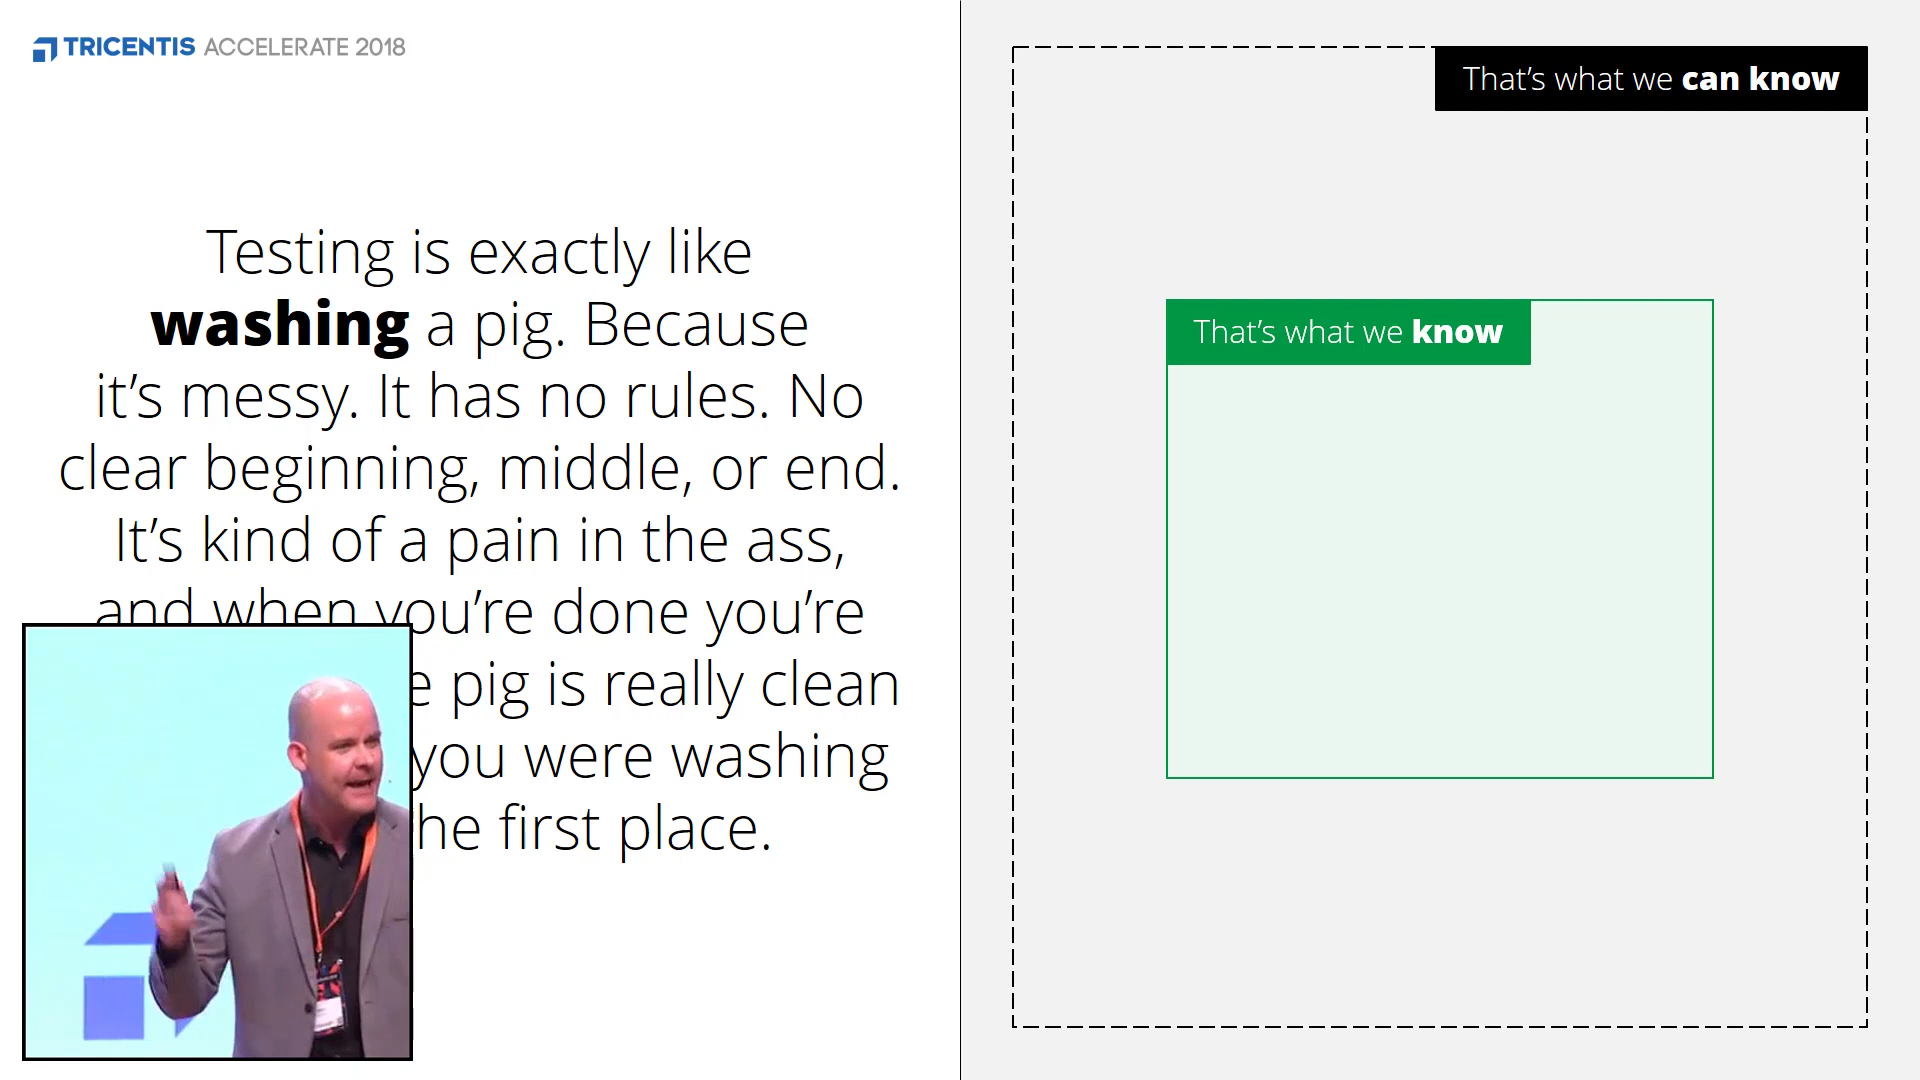 TRICENTIS ACCELERATE 2018
That’s what we can know
Testing is exactly like
washing a pig. Because
it’s messy. It has no rules. No
clear beginning, middle, or end.
It’s kind of a pain in the ass,
and when you’re done you’re
pig is really clean
you were washing
first place.
That’s what we know